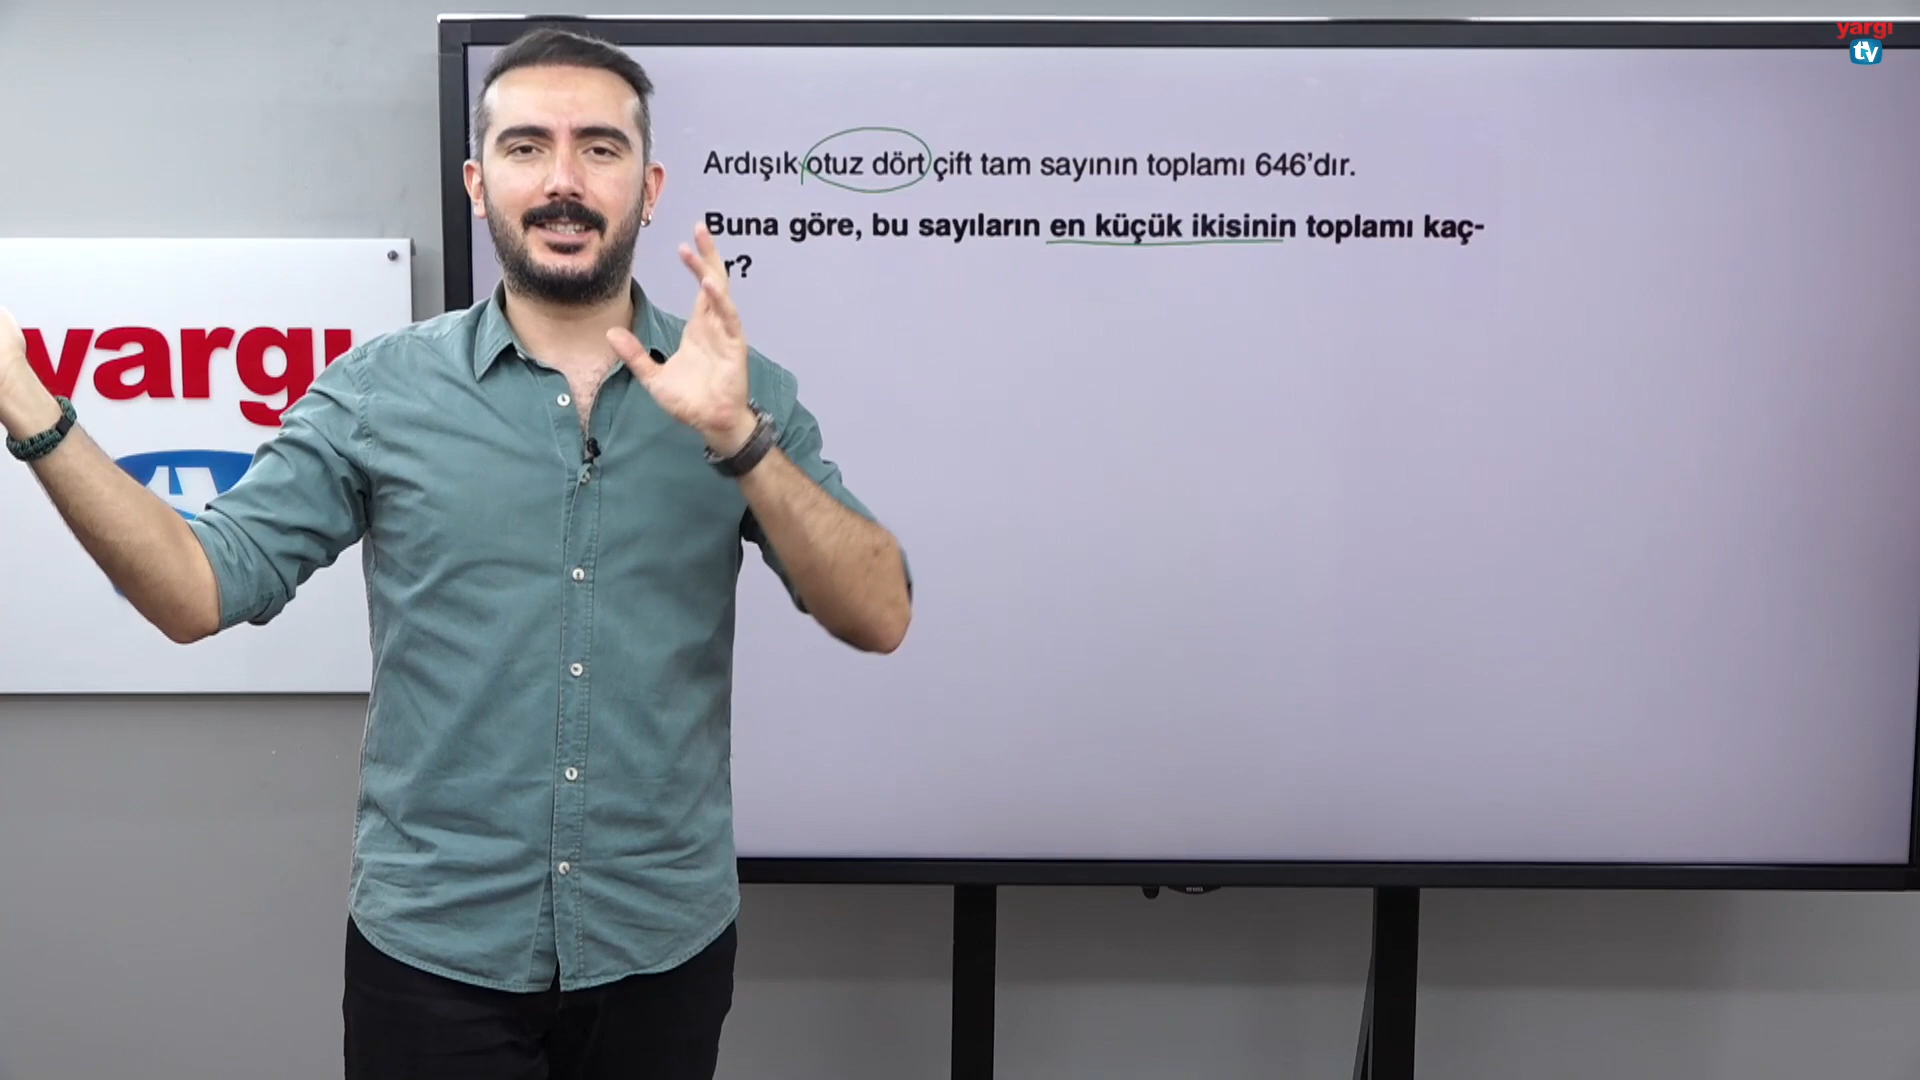 yargı
tv
Ardışık otuz dört çift tam sayının toplamı 646’dır.
Buna göre, bu sayıların en küçük ikisinin toplamı kaç-
r?
yargı